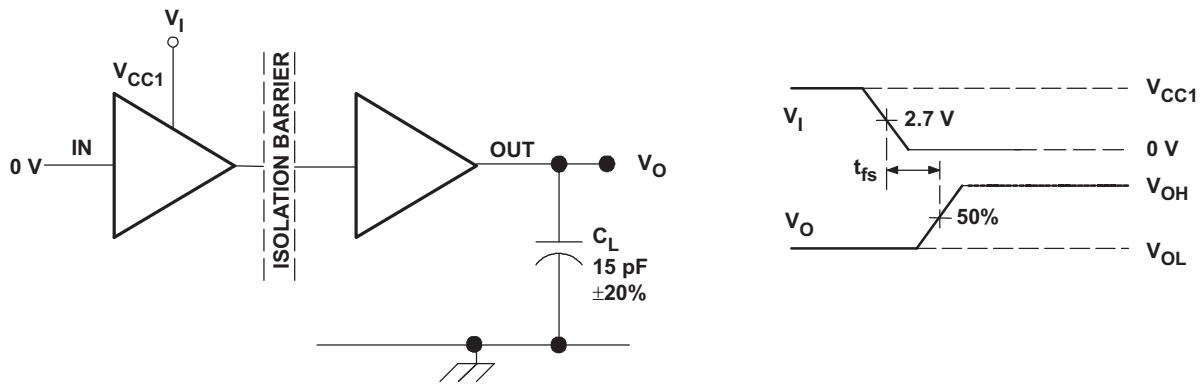 V_I
V_CC1
ISOLATION BARRIER
0 V
IN
OUT
V_O
C_L
15 pF
±20%
V_I
2.7 V
V_CC1
0 V
t_fs
V_OH
V_O
50%
V_OL